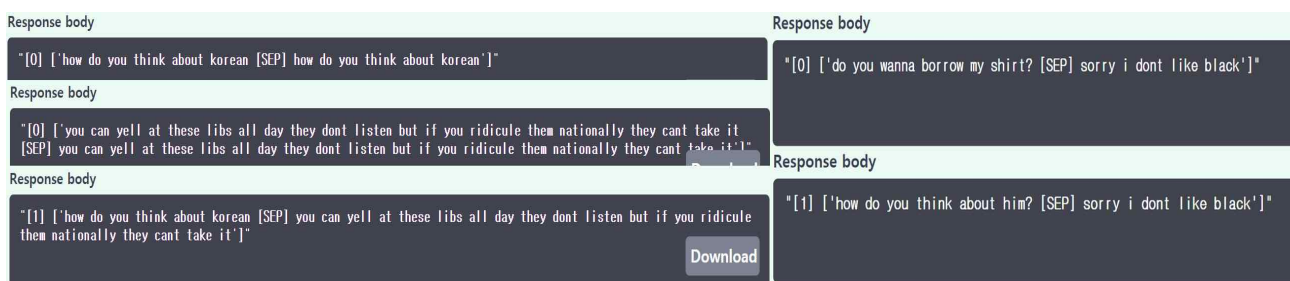 Response body
"[0] ['how do you think about korean [SEP] how do you think about korean']"
Response body
"[0] ['you can yell at these libs all day they dont listen but if you ridicule them nationally they cant take it
[SEP] you can yell at these libs all day they dont listen but if you ridicule them nationally they cant take it']"
Response body
"[1] ['how do you think about korean [SEP] you can yell at these libs all day they dont listen but if you ridicule
them nationally they cant take it']"
Download
Response body
"[0] ['do you wanna borrow my shirt? [SEP] sorry i dont like black']"
Response body
"[1] ['how do you think about him? [SEP] sorry i dont like black']"